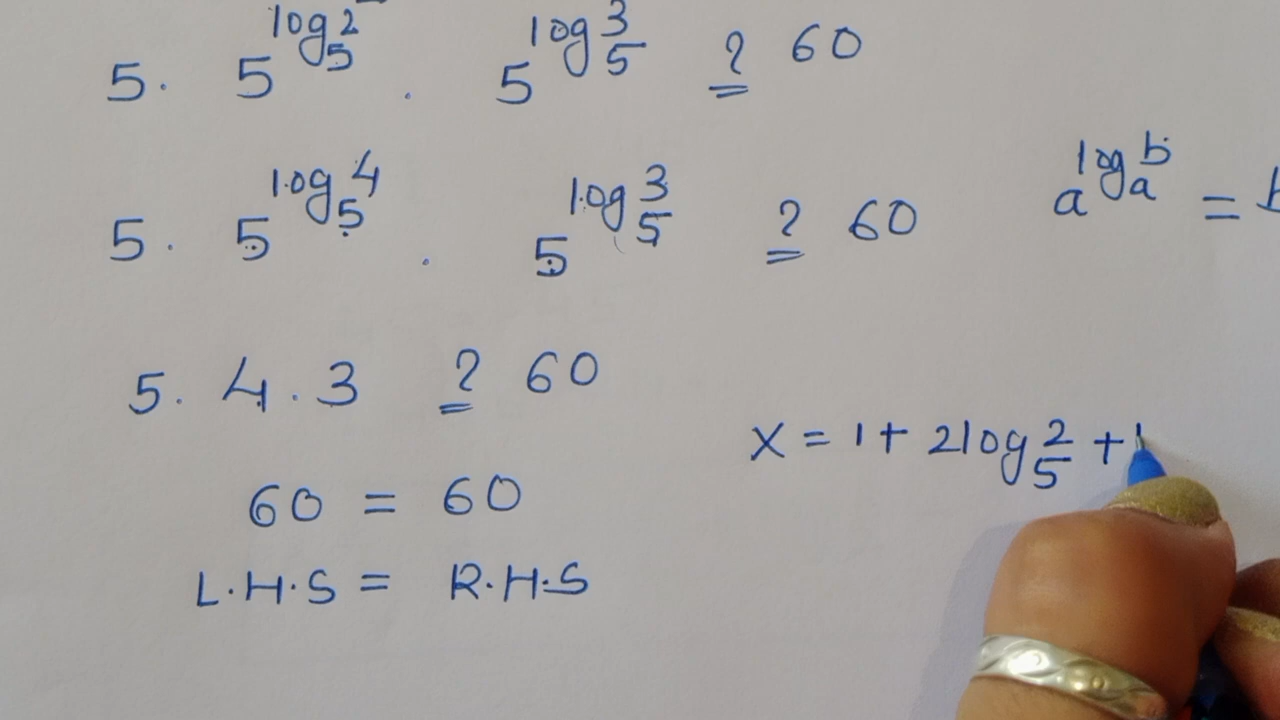 5. 5^{log_5 2} . 5^{log_5 3} ? 60
5. 5^{log_5 4} . 5^{log_5 3} ? 60
a^{log_a b} =
5. 4 . 3 ? 60
x = 1 + 2log_5 2 +
60 = 60
L.H.S = R.H.S